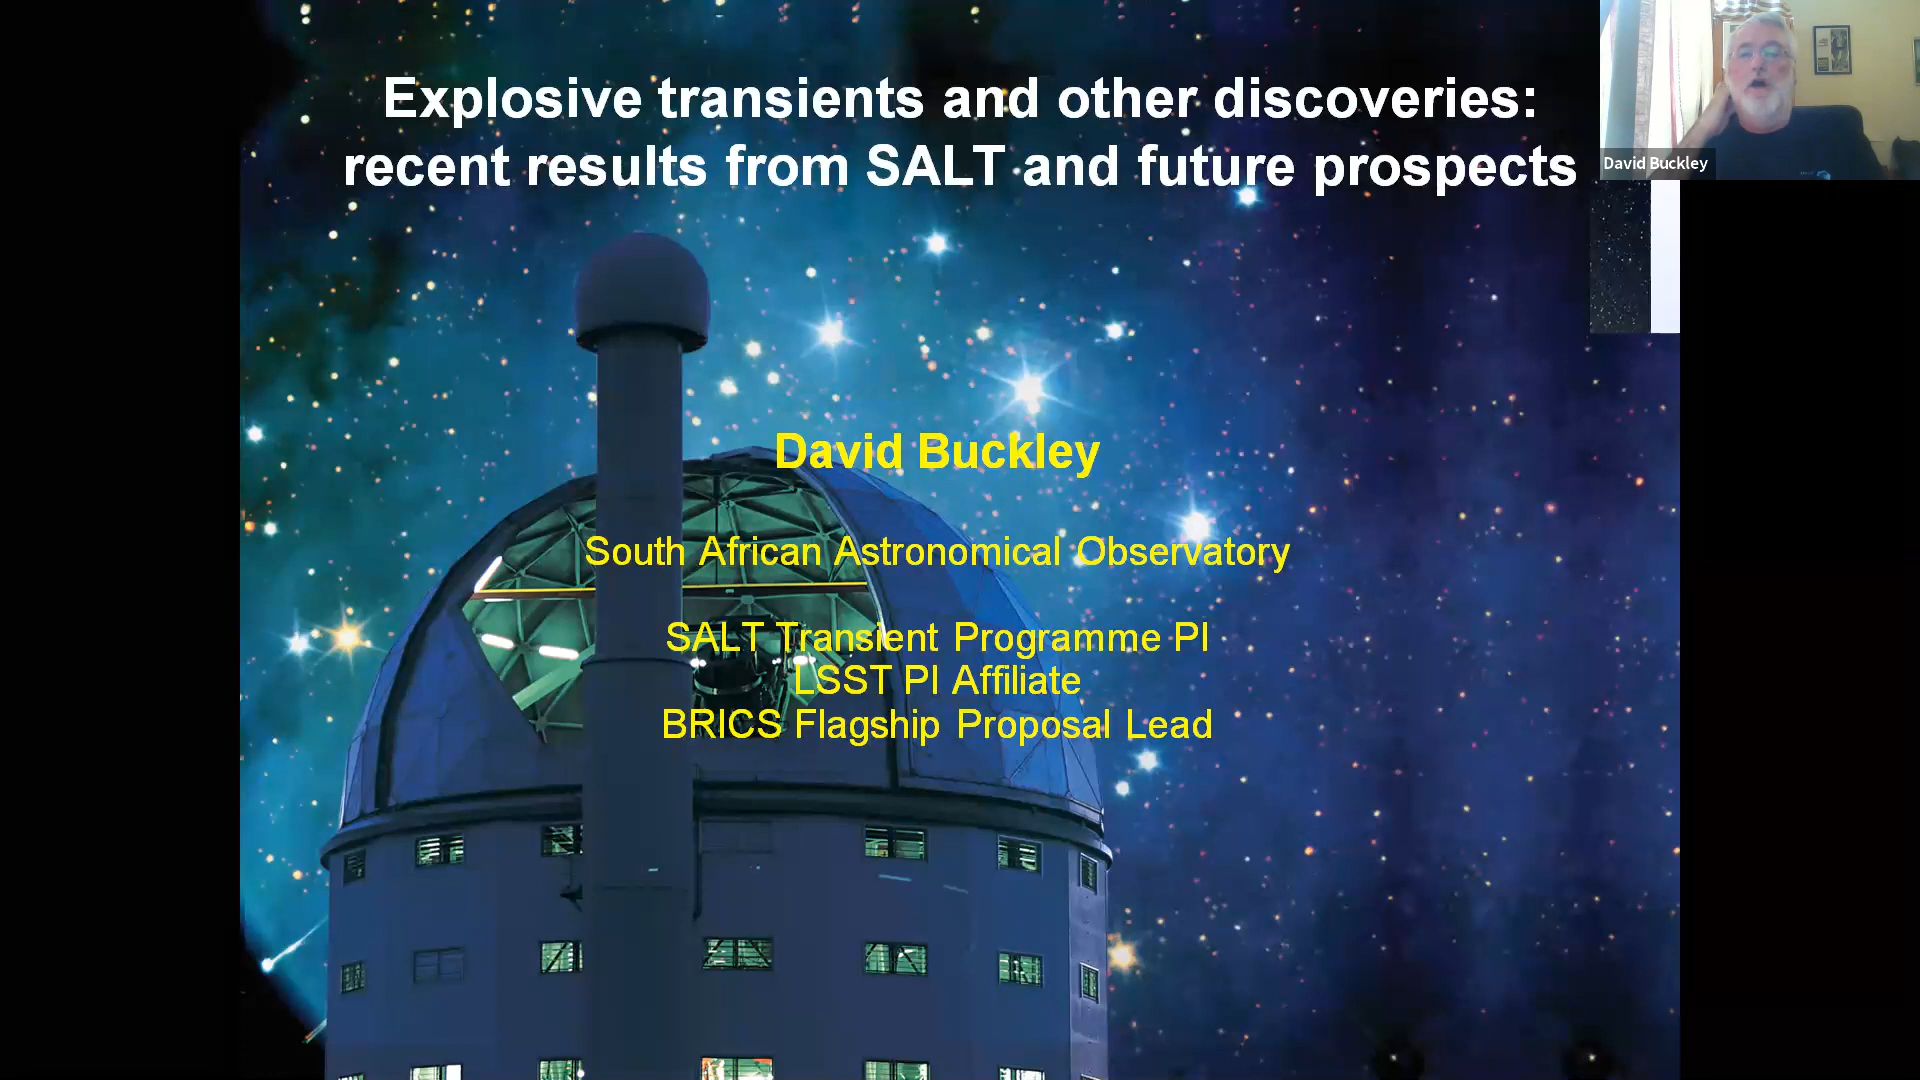 Explosive transients and other discoveries:
recent results from SALT and future prospects
David Buckley
David Buckley
South African Astronomical Observatory
SALT Transient Programme PI
LSST PI Affiliate
BRICS Flagship Proposal Lead